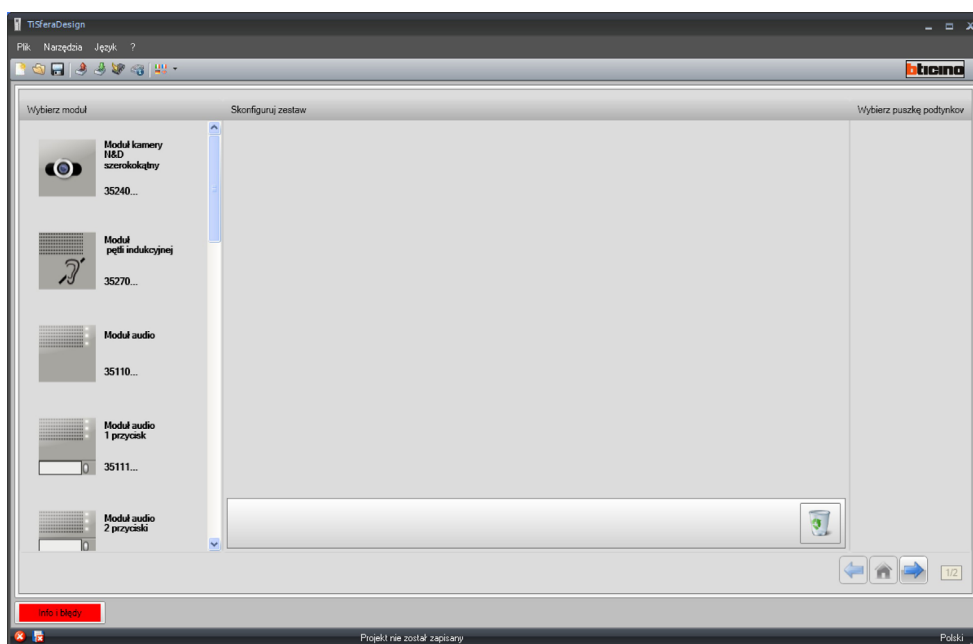 TiSferaDesign
Plik Narzędzia Język ?
bticino
Wybierz moduł
Skonfiguruj zestaw
Wybierz puszkę podtynkov
Moduł kamery
N&D
szerokokątny
35240...
Moduł
pętli indukcyjnej
35270...
Moduł audio
35110...
Moduł audio
1 przycisk
35111...
Moduł audio
2 przyciski
1/2
Info i błędy
Projekt nie został zapisany
Polski